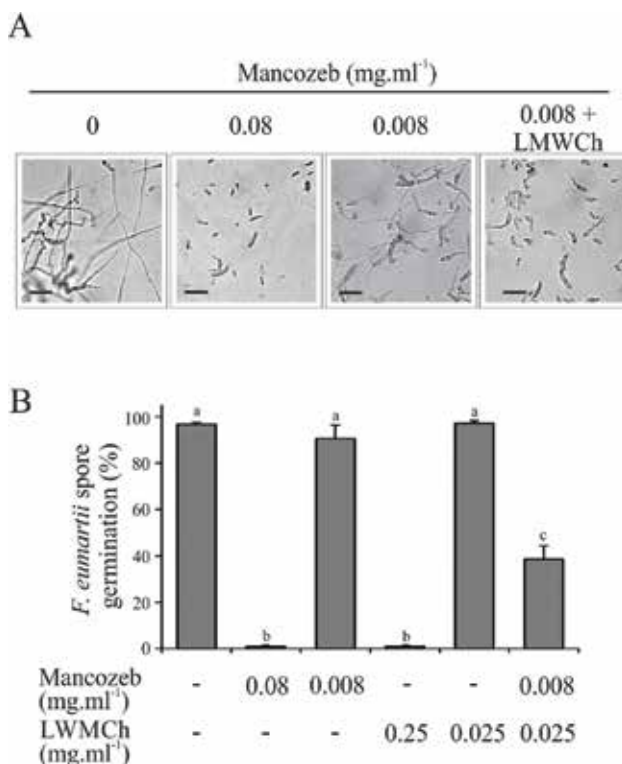 A
Mancozeb (mg.ml⁻¹)
0 0.08 0.008 0.008 +
LMWCh
B
F. eumartii spore
germination (%)
100
80
60
40
20
0
a b a b a c
Mancozeb
(mg.ml⁻¹)
- 0.08 0.008 - - 0.008
LWMCh
(mg.ml⁻¹)
- - - 0.25 0.025 0.025